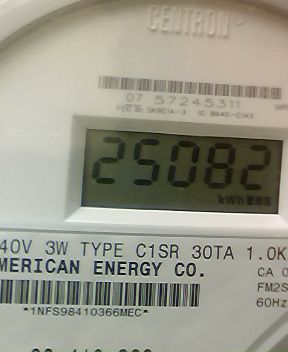 CENTRON
07 57245311
25082
kWh
40V 3W TYPE C1SR 30TA 1.0K
MERICAN ENERGY CO.
CA 0
FM2S
60Hz
*1NFS98410366MEC*